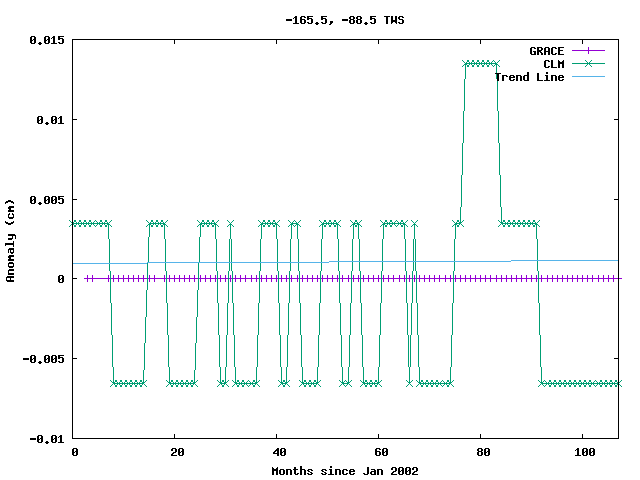 -165.5, -88.5 TWS
0.015
GRACE
CLM
Trend Line
0.01
0.005
Anomaly (cm)
0
-0.005
-0.01
0 20 40 60 80 100
Months since Jan 2002